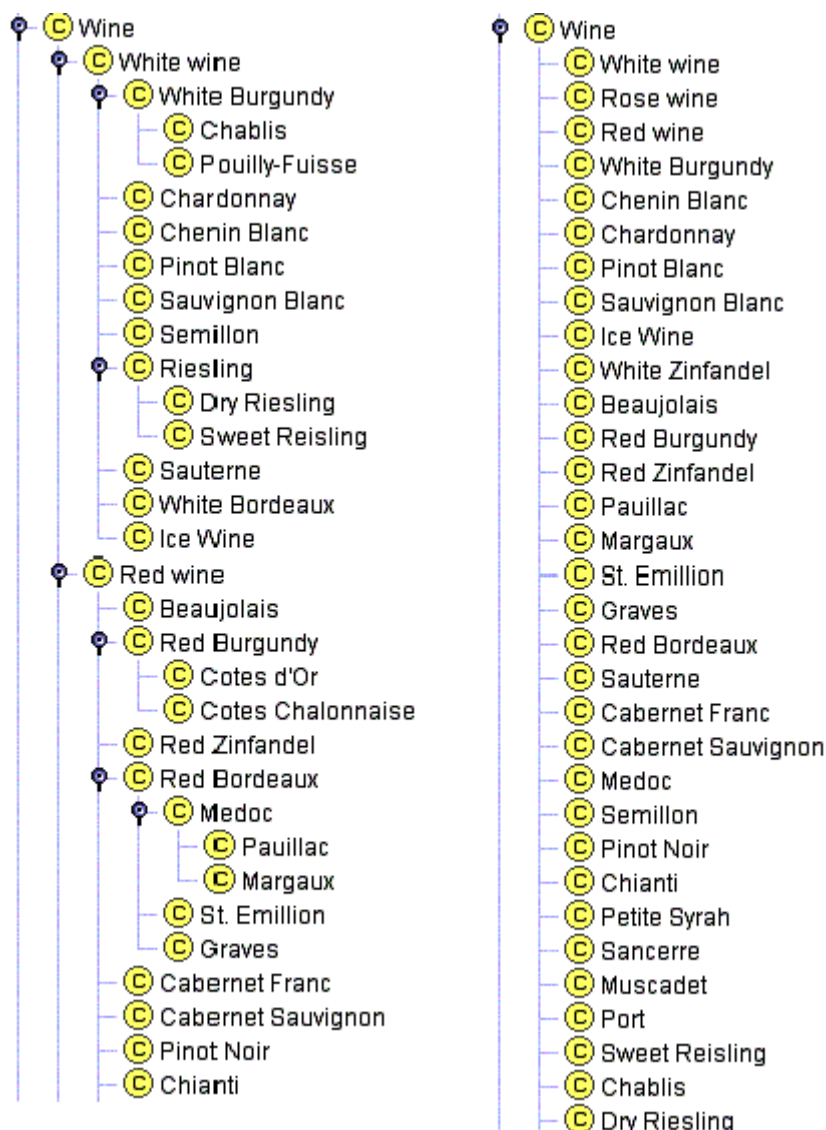 Wine
White wine
White Burgundy
Chablis
Pouilly-Fuisse
Chardonnay
Chenin Blanc
Pinot Blanc
Sauvignon Blanc
Semillon
Riesling
Dry Riesling
Sweet Reisling
Sauterne
White Bordeaux
Ice Wine
Red wine
Beaujolais
Red Burgundy
Cotes d'Or
Cotes Chalonnaise
Red Zinfandel
Red Bordeaux
Medoc
Pauillac
Margaux
St. Emillion
Graves
Cabernet Franc
Cabernet Sauvignon
Pinot Noir
Chianti
Wine
White wine
Rose wine
Red wine
White Burgundy
Chenin Blanc
Chardonnay
Pinot Blanc
Sauvignon Blanc
Ice Wine
White Zinfandel
Beaujolais
Red Burgundy
Red Zinfandel
Pauillac
Margaux
St. Emillion
Graves
Red Bordeaux
Sauterne
Cabernet Franc
Cabernet Sauvignon
Medoc
Semillon
Pinot Noir
Chianti
Petite Syrah
Sancerre
Muscadet
Port
Sweet Reisling
Chablis
Dry Riesling